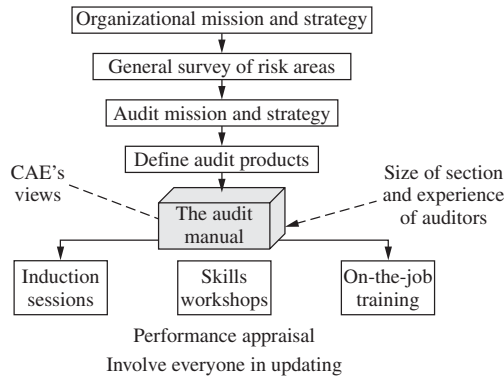 Organizational mission and strategy
General survey of risk areas
Audit mission and strategy
Define audit products
CAE's
views
The audit
manual
Size of section
and experience
of auditors
Induction
sessions
Skills
workshops
On-the-job
training
Performance appraisal
Involve everyone in updating